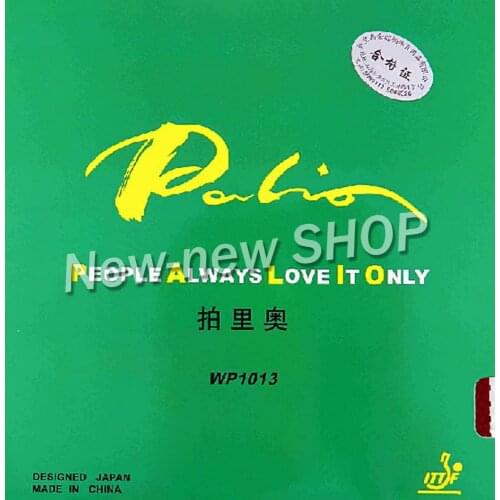 合格证
Palio
New-new SHOP
PEOPLE ALWAYS LOVE IT ONLY
拍里奥
WP1013
DESIGNED JAPAN
MADE IN CHINA
ITTF